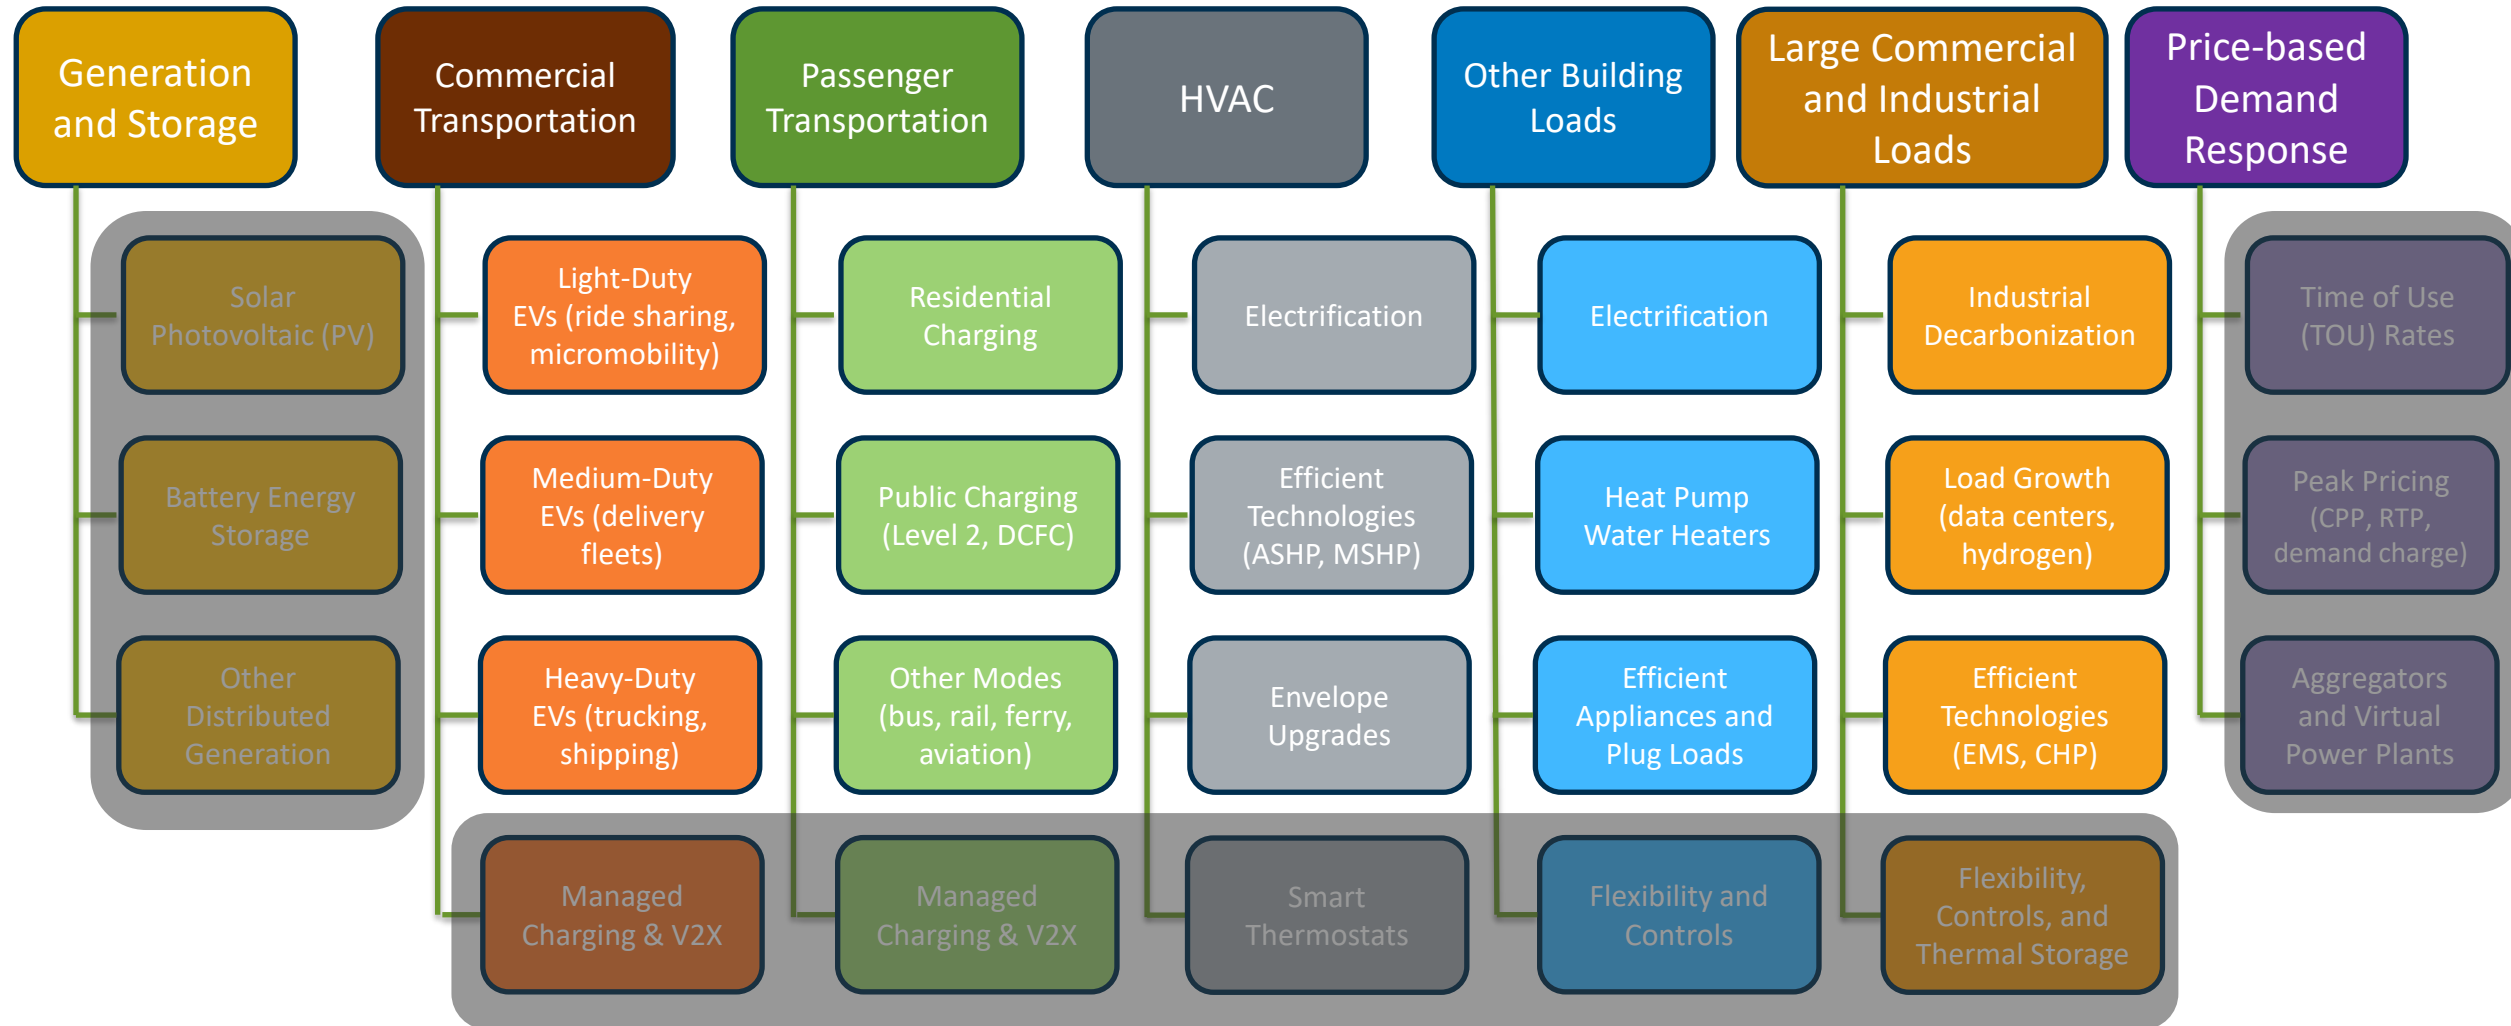 Generation
and Storage
Solar
Photovoltaic (PV)
Battery Energy
Storage
Other
Distributed
Generation
Commercial
Transportation
Light-Duty
EVs (ride sharing,
micromobility)
Medium-Duty
EVs (delivery
fleets)
Heavy-Duty
EVs (trucking,
shipping)
Managed
Charging & V2X
Passenger
Transportation
Residential
Charging
Public Charging
(Level 2, DCFC)
Other Modes
(bus, rail, ferry,
aviation)
Managed
Charging & V2X
HVAC
Electrification
Efficient
Technologies
(ASHP, MSHP)
Envelope
Upgrades
Smart
Thermostats
Other Building
Loads
Electrification
Heat Pump
Water Heaters
Efficient
Appliances and
Plug Loads
Flexibility and
Controls
Large Commercial
and Industrial
Loads
Industrial
Decarbonization
Load Growth
(data centers,
hydrogen)
Efficient
Technologies
(EMS, CHP)
Flexibility,
Controls, and
Thermal Storage
Price-based
Demand
Response
Time of Use
(TOU) Rates
Peak Pricing
(CPP, RTP,
demand charge)
Aggregators
and Virtual
Power Plants